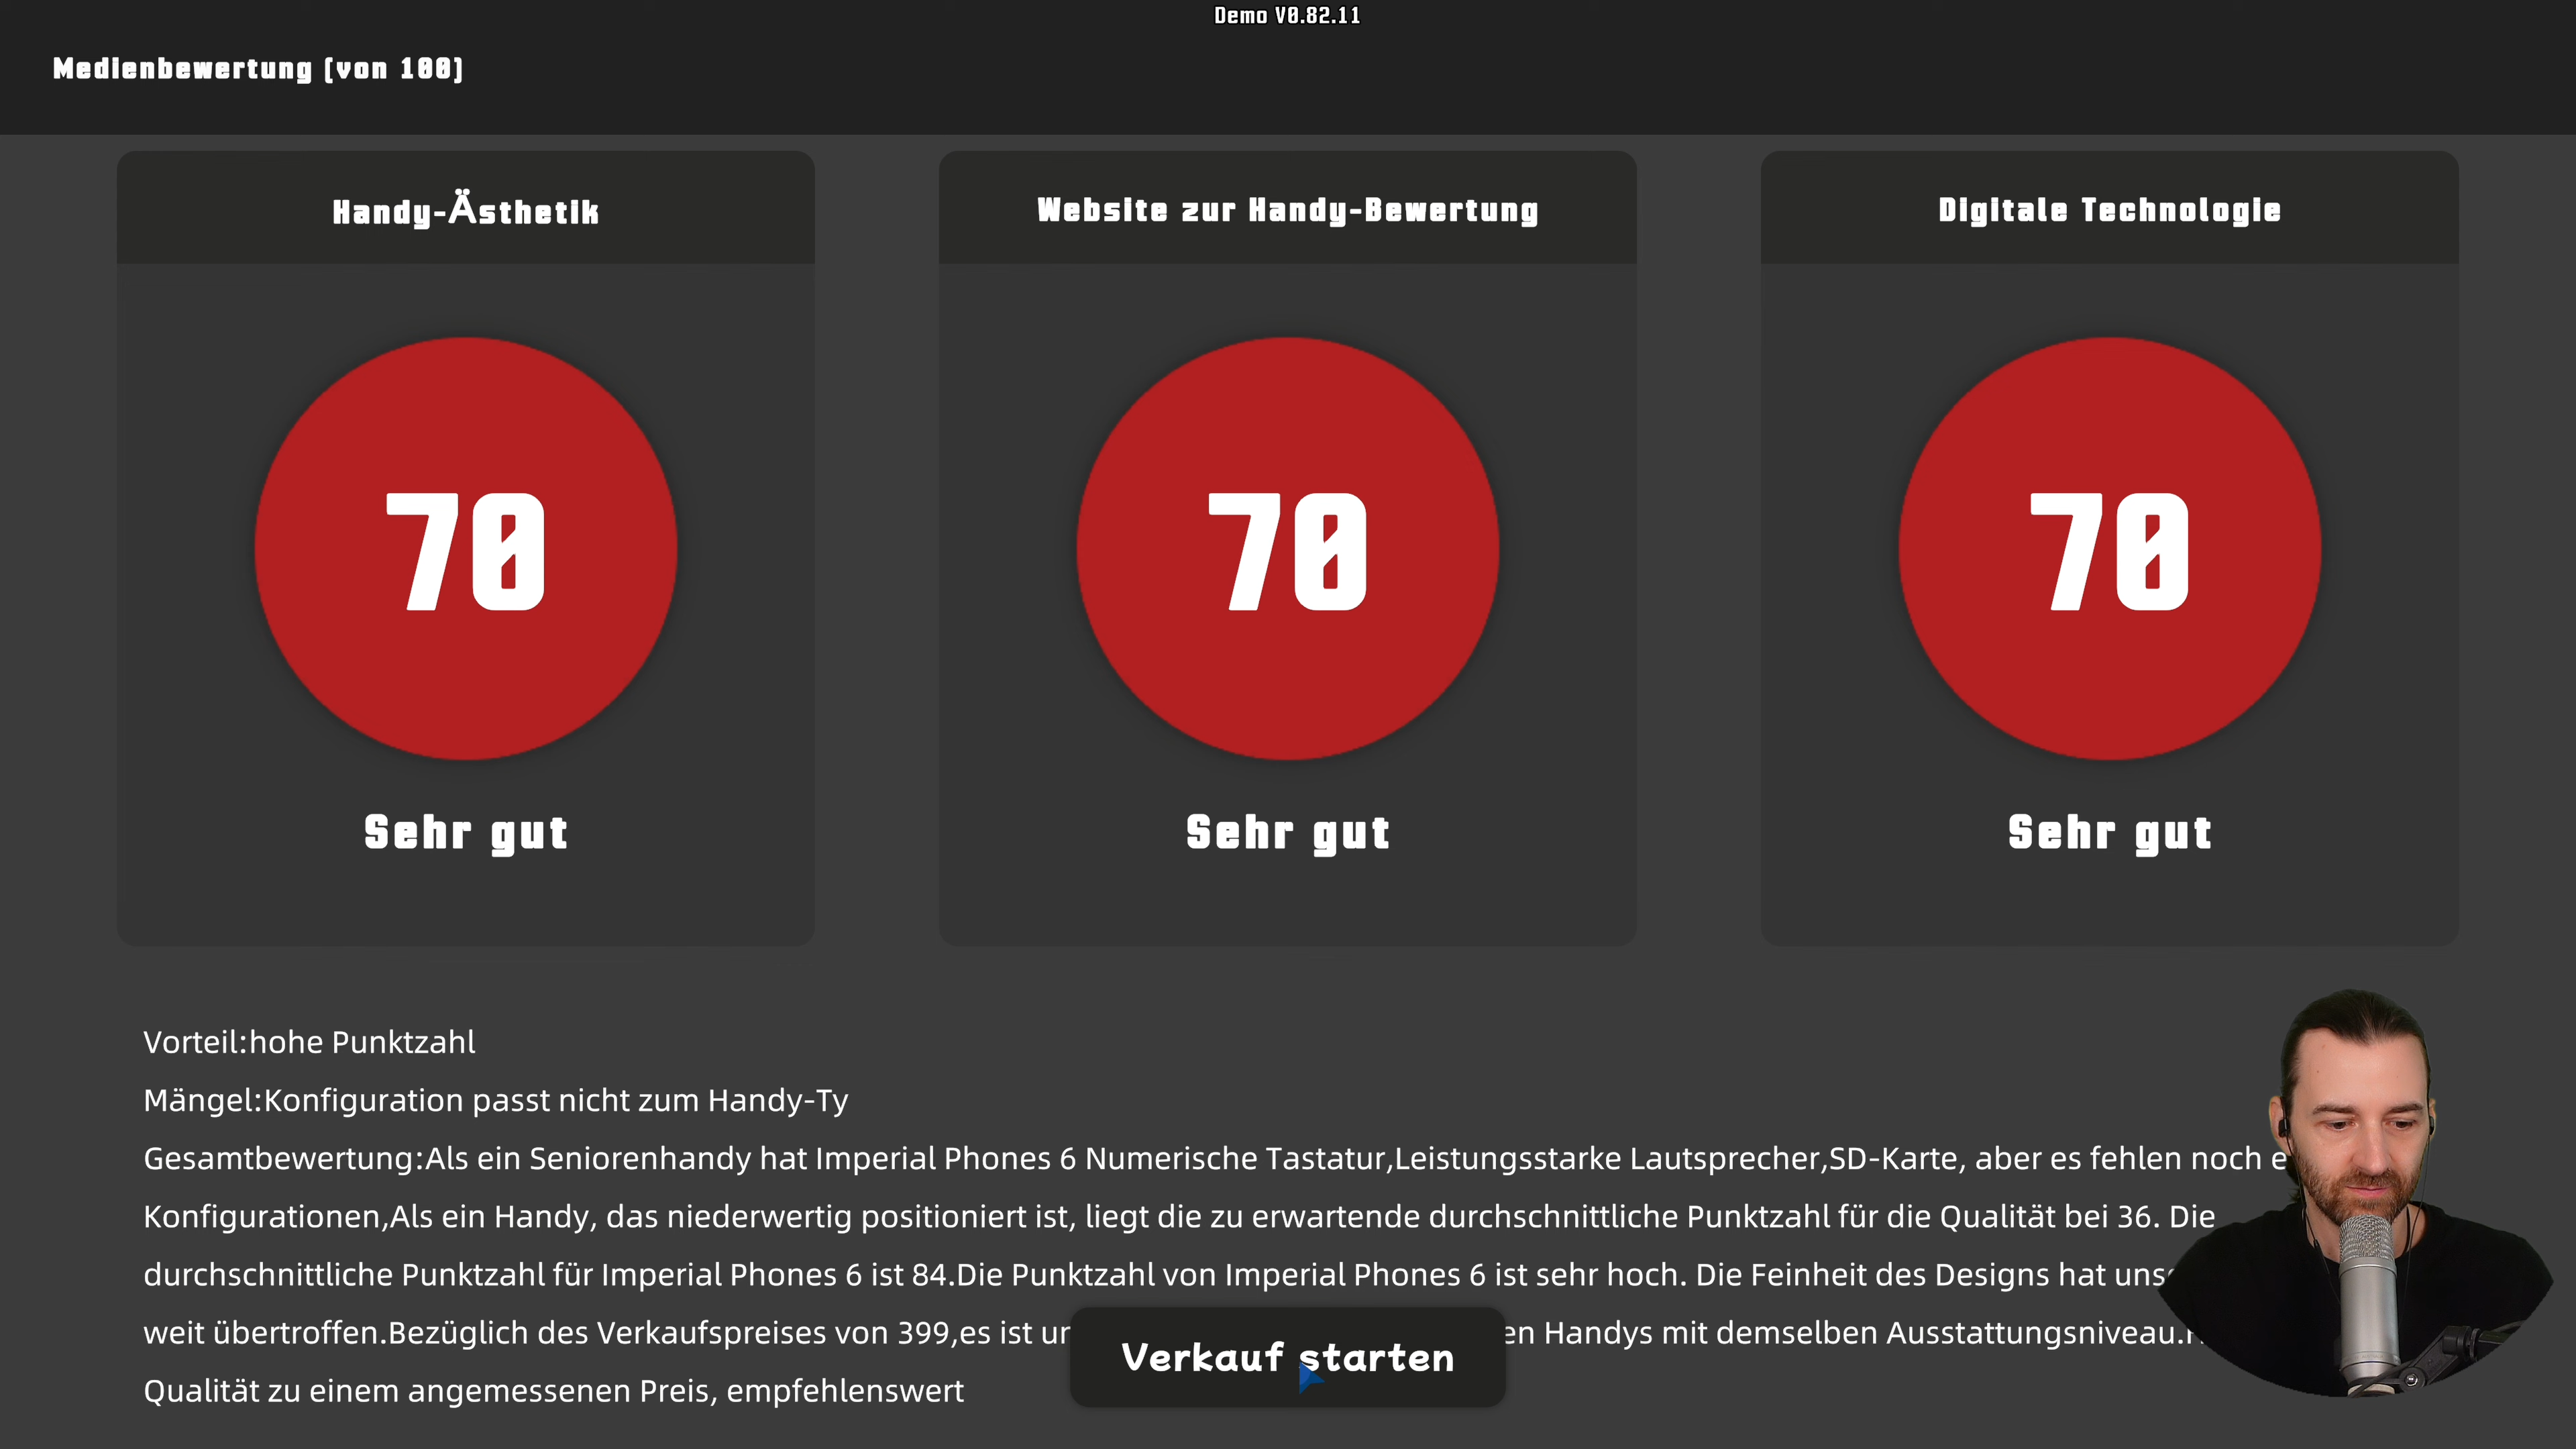 Demo V0.82.11
Medienbewertung (von 100)
Handy-Ästhetik
Website zur Handy-Bewertung
Digitale Technologie
70
70
70
Sehr gut
Sehr gut
Sehr gut
Vorteil:hohe Punktzahl
Mängel:Konfiguration passt nicht zum Handy-Ty
Gesamtbewertung:Als ein Seniorenhandy hat Imperial Phones 6 Numerische Tastatur,Leistungsstarke Lautsprecher,SD-Karte, aber es fehlen noch
Konfigurationen,Als ein Handy, das niederwertig positioniert ist, liegt die zu erwartende durchschnittliche Punktzahl für die Qualität bei 36. Die
durchschnittliche Punktzahl für Imperial Phones 6 ist 84.Die Punktzahl von Imperial Phones 6 ist sehr hoch. Die Feinheit des Designs hat
weit übertroffen.Bezüglich des Verkaufspreises von 399,es ist Handys mit demselben Ausstattungsniveau.
Verkauf starten
Qualität zu einem angemessenen Preis, empfehlenswert